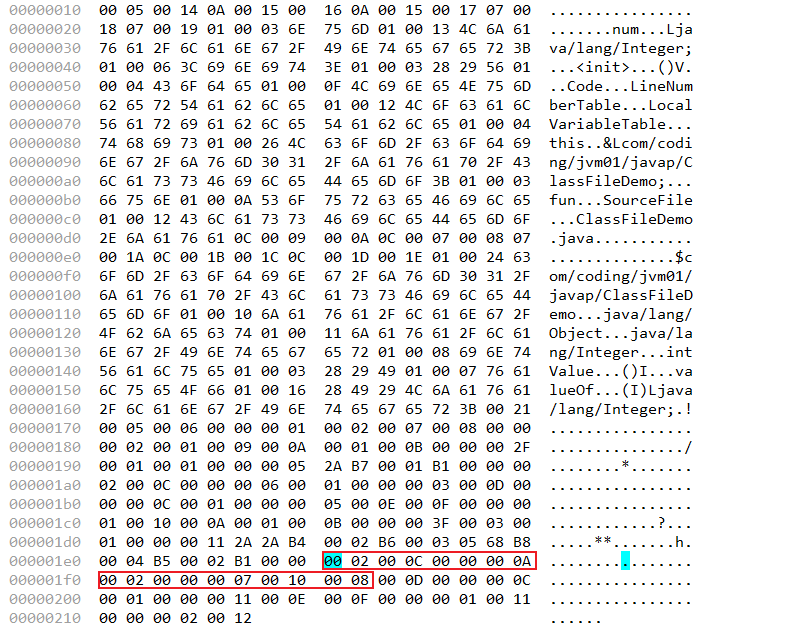 00000010 00 05 00 14 0A 00 15 00 16 0A 00 15 00 17 07 00 ................
00000020 18 07 00 19 01 00 03 6E 75 6D 01 00 13 4C 6A 61 .......num...Lja
00000030 76 61 2F 6C 61 6E 67 2F 49 6E 74 65 67 65 72 3B va/lang/Integer;
00000040 01 00 06 3C 69 6E 69 74 3E 01 00 03 28 29 56 01 ...<init>...()V.
00000050 00 04 43 6F 64 65 01 00 0F 4C 69 6E 65 4E 75 6D ..Code...LineNum
00000060 62 65 72 54 61 62 6C 65 01 00 12 4C 6F 63 61 6C berTable...Local
00000070 56 61 72 69 61 62 6C 65 54 61 62 6C 65 01 00 04 VariableTable...
00000080 74 68 69 73 01 00 26 4C 63 6F 6D 2F 63 6F 64 69 this..&Lcom/codi
00000090 6E 67 2F 6A 76 6D 30 31 2F 6A 61 76 61 70 2F 43 ng/jvm01/javap/C
000000a0 6C 61 73 73 46 69 6C 65 44 65 6D 6F 3B 01 00 03 lassFileDemo;...
000000b0 66 75 6E 01 00 0A 53 6F 75 72 63 65 46 69 6C 65 fun...SourceFile
000000c0 01 00 12 43 6C 61 73 73 46 69 6C 65 44 65 6D 6F ...ClassFileDemo
000000d0 2E 6A 61 76 61 0C 00 09 00 0A 0C 00 07 00 08 07 .java...........
000000e0 00 1A 0C 00 1B 00 1C 0C 00 1D 00 1E 01 00 24 63 ..............$c
000000f0 6F 6D 2F 63 6F 64 69 6E 67 2F 6A 76 6D 30 31 2F om/coding/jvm01/
00000100 6A 61 76 61 70 2F 43 6C 61 73 73 46 69 6C 65 44 javap/ClassFileD
00000110 65 6D 6F 01 00 10 6A 61 76 61 2F 6C 61 6E 67 2F emo...java/lang/
00000120 4F 62 6A 65 63 74 01 00 11 6A 61 76 61 2F 6C 61 Object...java/la
00000130 6E 67 2F 49 6E 74 65 67 65 72 01 00 08 69 6E 74 ng/Integer...int
00000140 56 61 6C 75 65 01 00 03 28 29 49 01 00 07 76 61 Value...()I...va
00000150 6C 75 65 4F 66 01 00 16 28 49 29 4C 6A 61 76 61 lueOf...(I)Ljava
00000160 2F 6C 61 6E 67 2F 49 6E 74 65 67 65 72 3B 00 21 /lang/Integer;.!
00000170 00 05 00 06 00 00 00 01 00 02 00 07 00 08 00 00 ................
00000180 00 02 00 01 00 09 00 0A 00 01 00 0B 00 00 00 2F .............../
00000190 00 01 00 01 00 00 00 05 2A B7 00 01 B1 00 00 00 ........*.......
000001a0 02 00 0C 00 00 00 06 00 01 00 00 00 03 00 0D 00 ................
000001b0 00 00 0C 00 01 00 00 00 05 00 0E 00 0F 00 00 00 ................
000001c0 01 00 10 00 0A 00 01 00 0B 00 00 00 3F 00 03 00 ............?...
000001d0 01 00 00 00 11 2A 2A B4 00 02 B6 00 03 05 68 B8 .....**.......h.
000001e0 00 04 B5 00 02 B1 00 00 00 02 00 0C 00 00 00 0A ................
000001f0 00 02 00 00 00 07 00 10 00 08 00 0D 00 00 00 0C ................
00000200 00 01 00 00 00 11 00 0E 00 0F 00 00 00 01 00 11 ................
00000210 00 00 00 02 00 12 ......